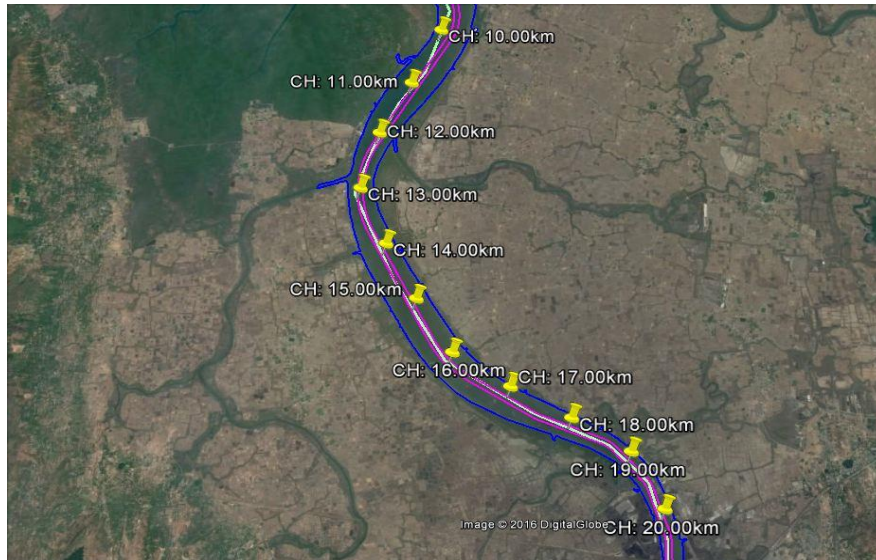 CH: 10.00km
CH: 11.00km
CH: 12.00km
CH: 13.00km
CH: 14.00km
CH: 15.00km
CH: 16.00km
CH: 17.00km
CH: 18.00km
CH: 19.00km
Image © 2016 DigitalGlobe
CH: 20.00km